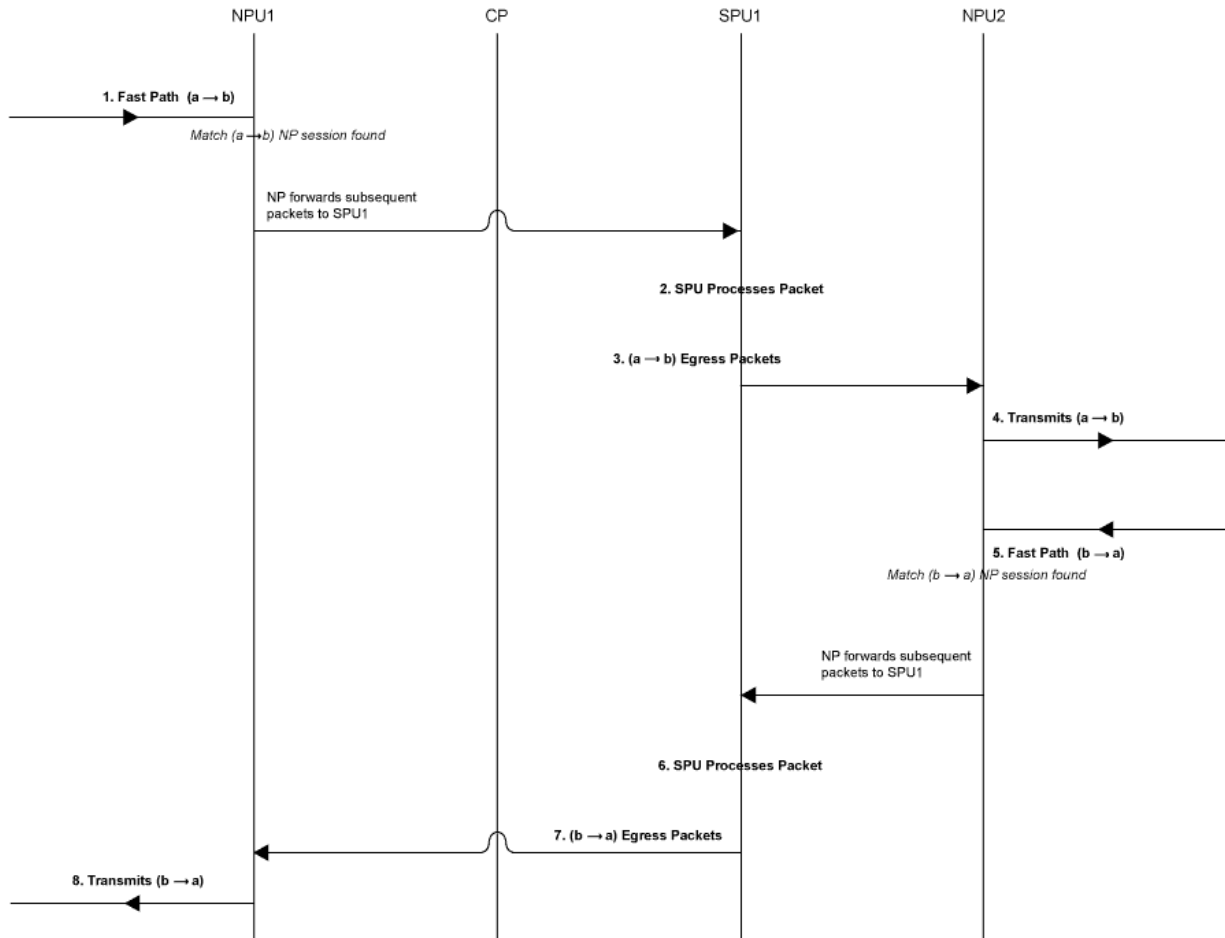 NPU1 CP SPU1 NPU2
1. Fast Path (a → b)
Match (a → b) NP session found
NP forwards subsequent
packets to SPU1
2. SPU Processes Packet
3. (a → b) Egress Packets
4. Transmits (a → b)
5. Fast Path (b → a)
Match (b → a) NP session found
NP forwards subsequent
packets to SPU1
6. SPU Processes Packet
7. (b → a) Egress Packets
8. Transmits (b → a)